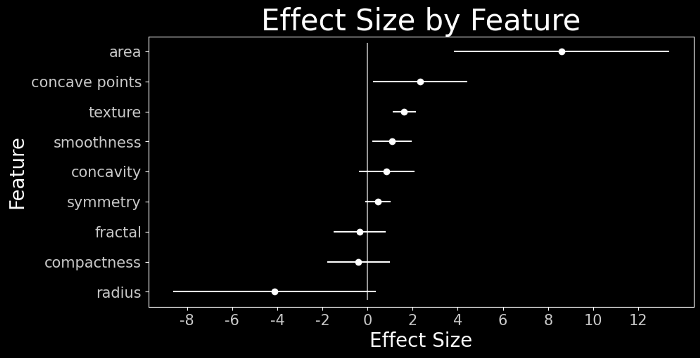 Effect Size by Feature
area
concave points
texture
smoothness
concavity
symmetry
fractal
compactness
radius
Feature
-8 -6 -4 -2 0 2 4 6 8 10 12
Effect Size